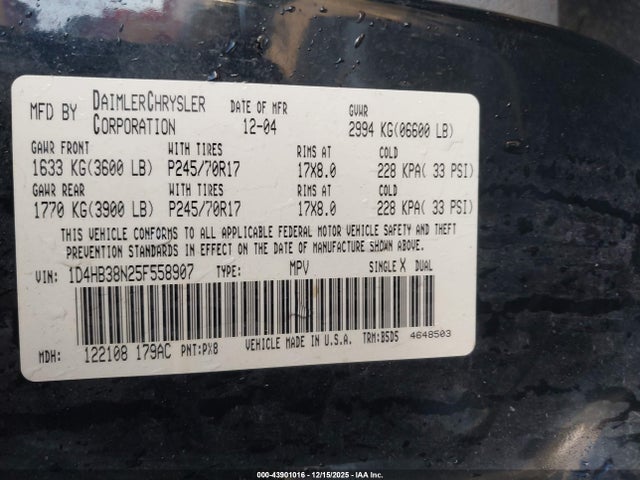 MFD BY DAIMLERCHRYSLER CORPORATION DATE OF MFR 12-04 GVWR 2994 KG(06600 LB)
GAWR FRONT WITH TIRES RIMS AT COLD
1633 KG(3600 LB) P245/70R17 17X8.0 228 KPA( 33 PSI)
GAWR REAR WITH TIRES RIMS AT COLD
1770 KG(3900 LB) P245/70R17 17X8.0 228 KPA( 33 PSI)
THIS VEHICLE CONFORMS TO ALL APPLICABLE FEDERAL MOTOR VEHICLE SAFETY AND THEFT
PREVENTION STANDARDS IN EFFECT ON THE DATE OF MANUFACTURE SHOWN ABOVE.
VIN: 1D4HB38N25F558907 TYPE: MPV SINGLE X DUAL
MDH: 122108 179AC PNT:PX8 VEHICLE MADE IN U.S.A. TRM:B5D5 4648503
000-43901016 - 12/15/2025 - IAA Inc.